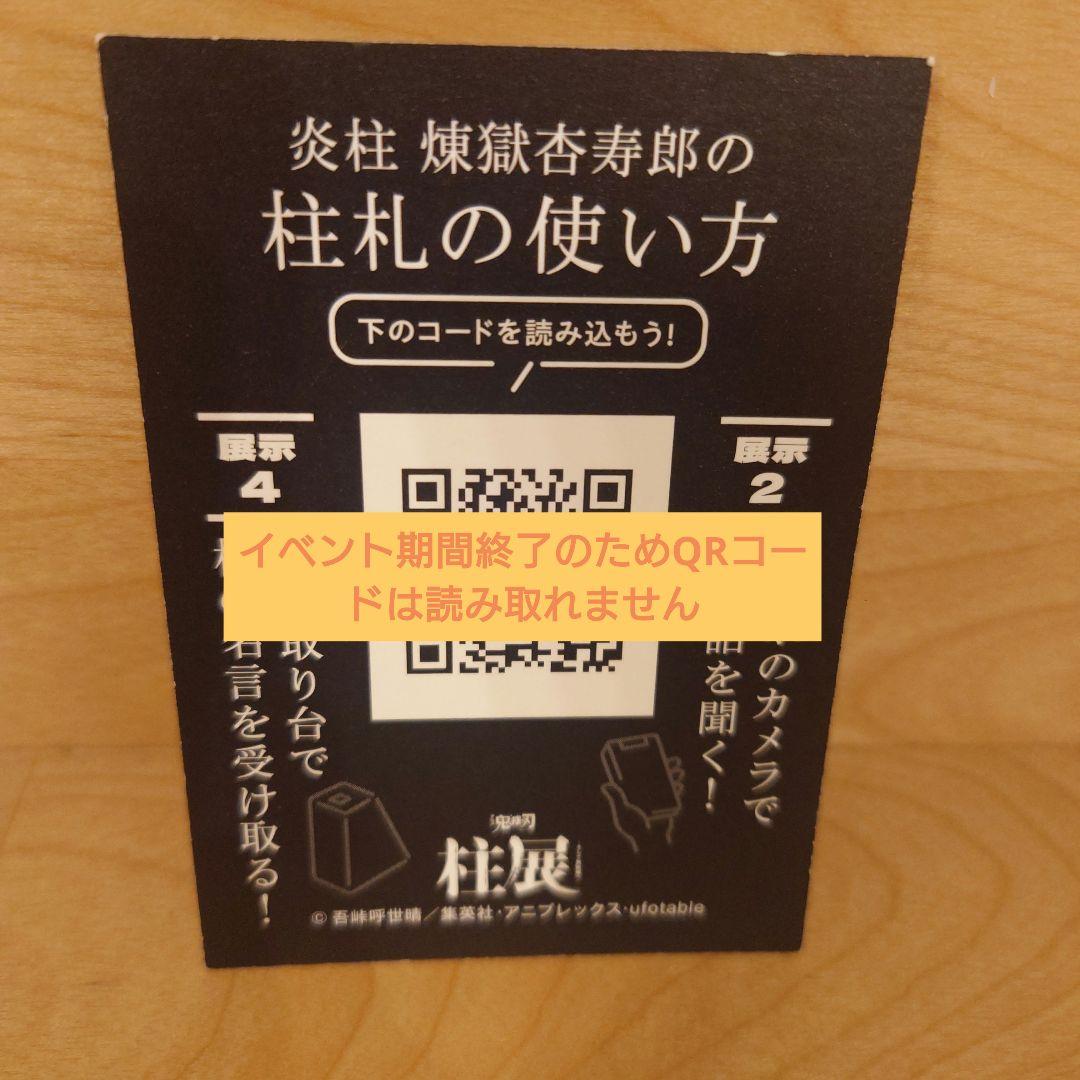 炎柱 煉獄杏寿郎の
柱札の使い方
下のコードを読み込もう!
展示
2
のカメラで
話を聞く!
展示
4
取り台で
名言を受け取る!
イベント期間終了のためQRコー
ドは読み取れません
鬼滅刃
柱展
© 吾峠呼世晴／集英社・アニプレックス・ufotable